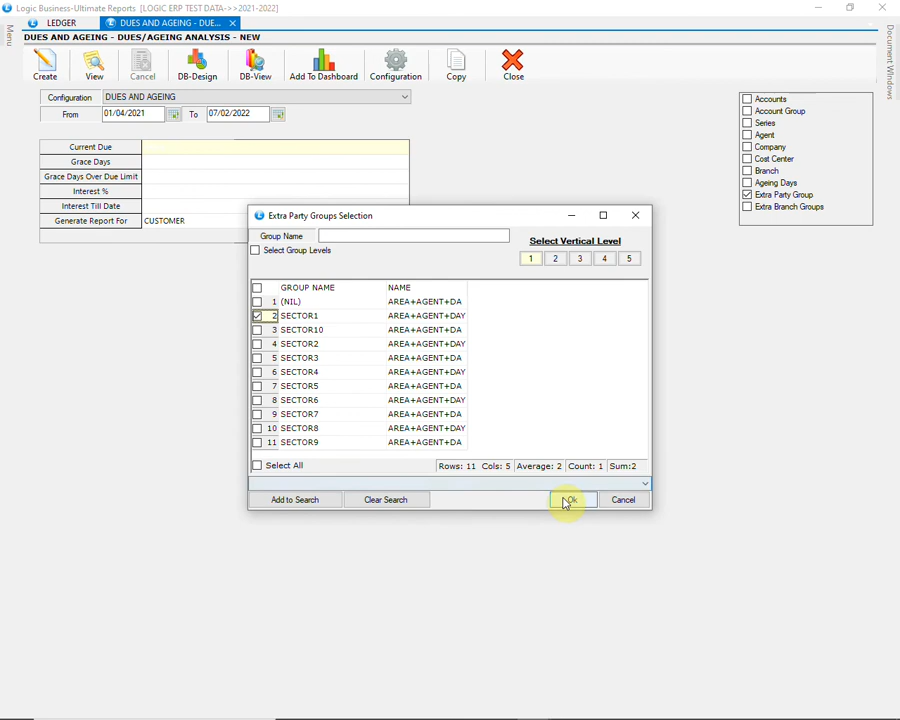 Logic Business-Ultimate Reports [LOGIC ERP TEST DATA->>2021-2022]
Menu
LEDGER
DUES AND AGEING - DUE...
Document Windows
DUES AND AGEING - DUES/AGEING ANALYSIS - NEW
Create
View
Cancel
DB-Design
DB-View
Add To Dashboard
Configuration
Copy
Close
Configuration
DUES AND AGEING
From
01/04/2021
To
07/02/2022
Accounts
Account Group
Series
Agent
Company
Cost Center
Branch
Ageing Days
Extra Party Group
Extra Branch Groups
Current Due
Grace Days
Grace Days Over Due Limit
Interest %
Interest Till Date
Generate Report For CUSTOMER
Extra Party Groups Selection
Group Name
Select Group Levels
Select Vertical Level
1 2 3 4 5
GROUP NAME NAME
1 (NIL) AREA+AGENT+DA
2 SECTOR1 AREA+AGENT+DAY
3 SECTOR10 AREA+AGENT+DA
4 SECTOR2 AREA+AGENT+DAY
5 SECTOR3 AREA+AGENT+DA
6 SECTOR4 AREA+AGENT+DAY
7 SECTOR5 AREA+AGENT+DA
8 SECTOR6 AREA+AGENT+DAY
9 SECTOR7 AREA+AGENT+DA
10 SECTOR8 AREA+AGENT+DAY
11 SECTOR9 AREA+AGENT+DA
Select All
Rows: 11 Cols: 5 Average: 2 Count: 1 Sum:2
Add to Search
Clear Search
Ok
Cancel